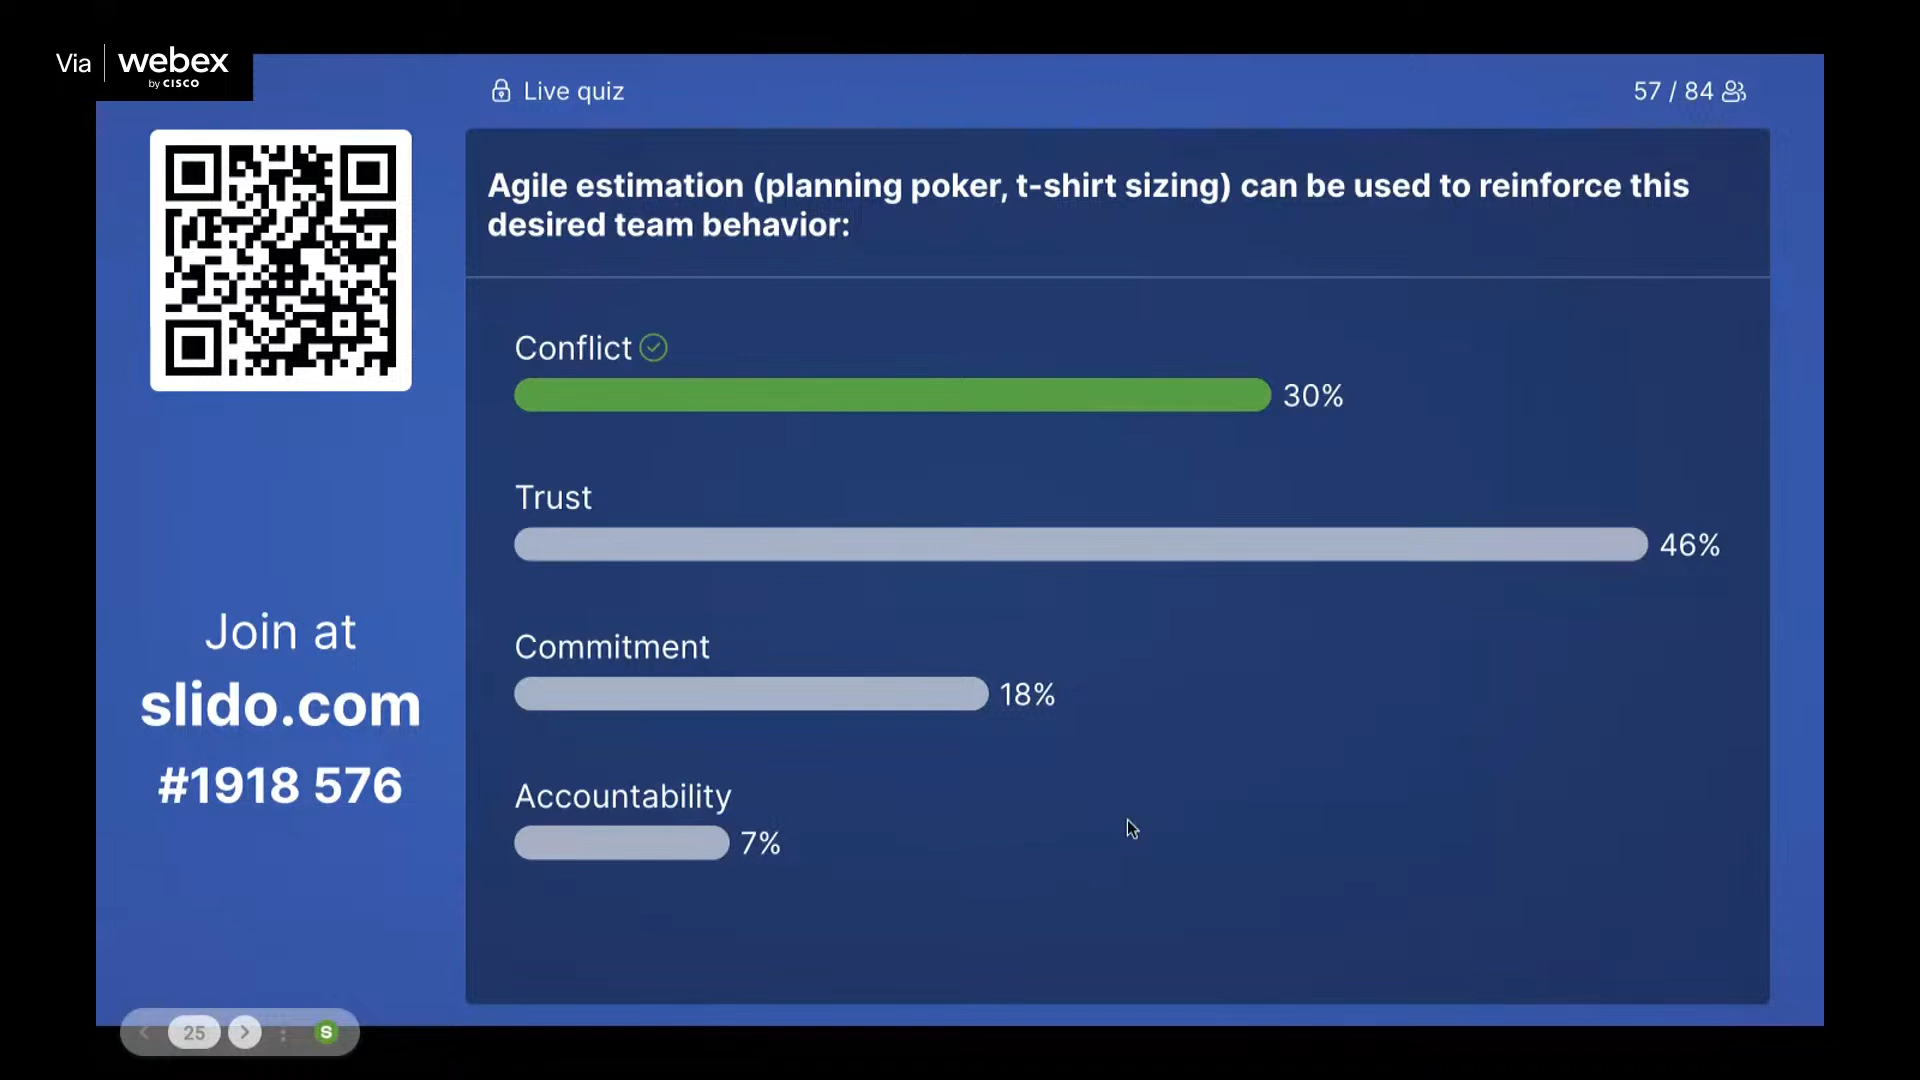 Via webex
by CISCO
Live quiz
57 / 84
Agile estimation (planning poker, t-shirt sizing) can be used to reinforce this
desired team behavior:
Conflict
30%
Trust
46%
Commitment
18%
Accountability
7%
Join at
slido.com
#1918 576
25
S